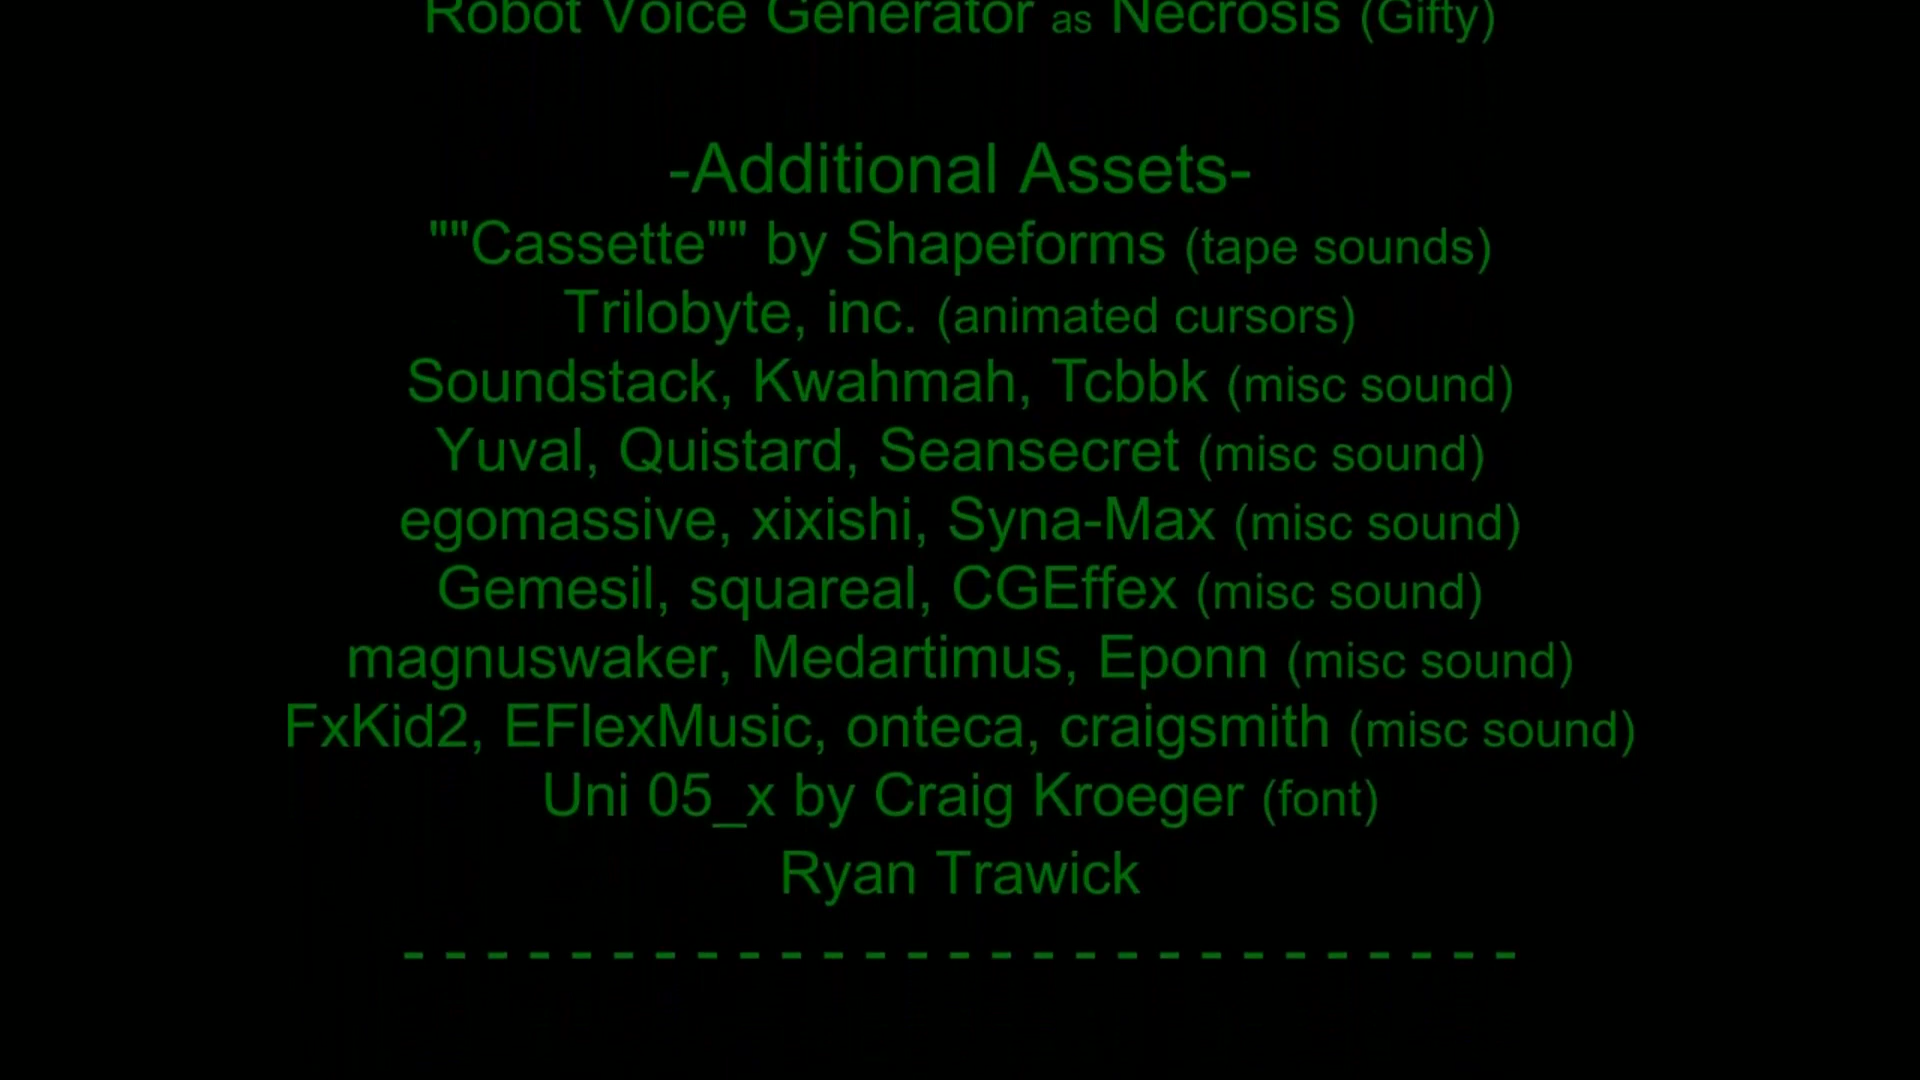 Robot Voice Generator as Necrosis (Gifty)
-Additional Assets-
""Cassette"" by Shapeforms (tape sounds)
Trilobyte, inc. (animated cursors)
Soundstack, Kwahmah, Tcbbk (misc sound)
Yuval, Quistard, Seansecret (misc sound)
egomassive, xixishi, Syna-Max (misc sound)
Gemesil, squareal, CGEffex (misc sound)
magnuswaker, Medartimus, Eponn (misc sound)
FxKid2, EFlexMusic, onteca, craigsmith (misc sound)
Uni 05_x by Craig Kroeger (font)
Ryan Trawick
- - - - - - - - - - - - - - - - - - - - - - - - - - -